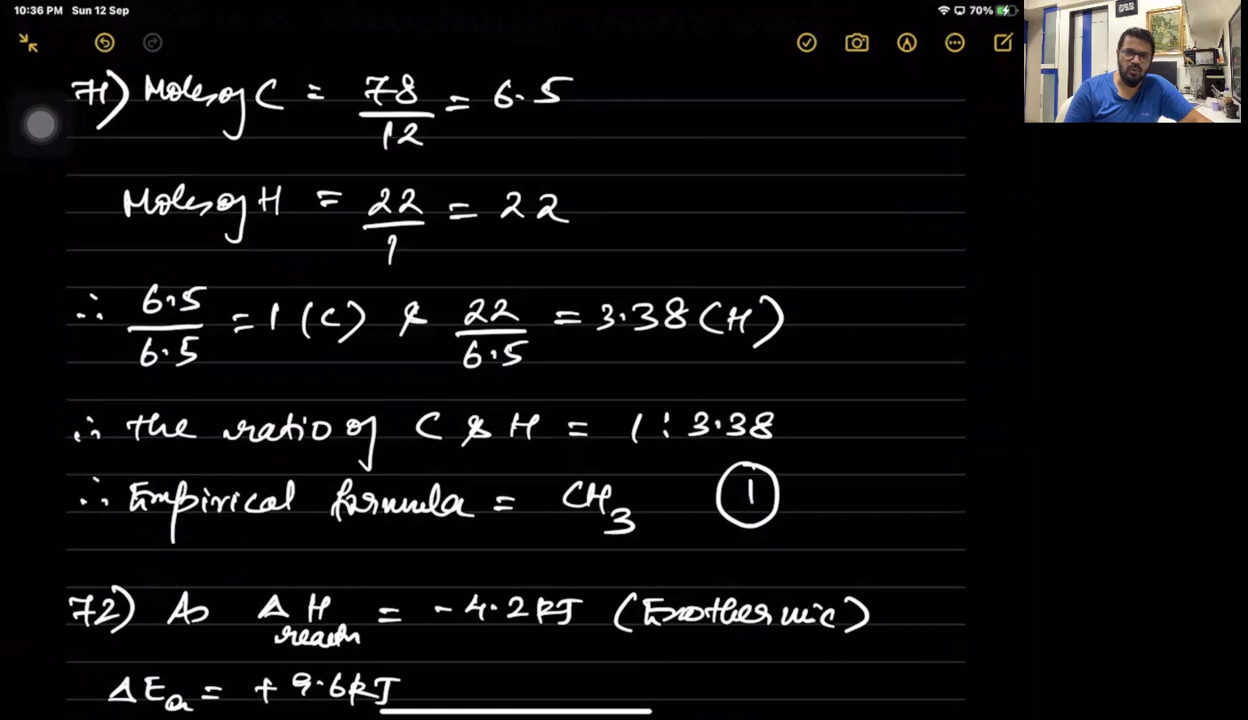 10:36 PM Sun 12 Sep 70%
71) Moles of C = 78/12 = 6.5
Moles of H = 22/1 = 22
∴ 6.5/6.5 = 1 (C) & 22/6.5 = 3.38 (H)
∴ the ratio of C & H = 1 : 3.38
∴ Empirical formula = CH₃ ①
72) As ΔH reactn = -4.2 kJ (Exothermic)
ΔEa = + 9.6 kJ